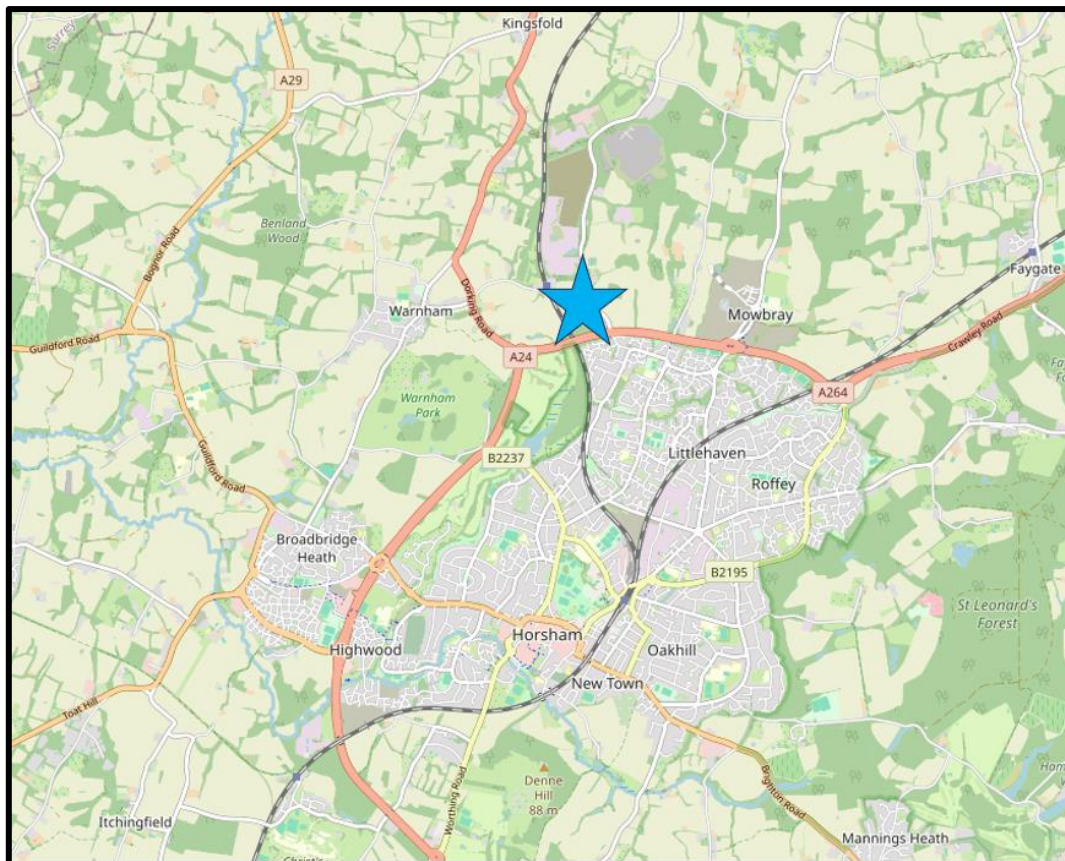 Kingsfold
Surrey
A29
Benland
Wood
Bognor Road
Faygate
Dorking Road
Warnham
Mowbray
Guildford Road
Crawley Road
A24
A264
Warnham
Park
B2237
Littlehaven
Roffey
Guildford Road
Broadbridge
Heath
B2195
St Leonard's
Forest
Horsham
Highwood
Oakhill
New Town
Toat Hill
Denne
Hill
88 m
Worthing Road
Brighton Road
Itchingfield
Mannings Heath
Christ's